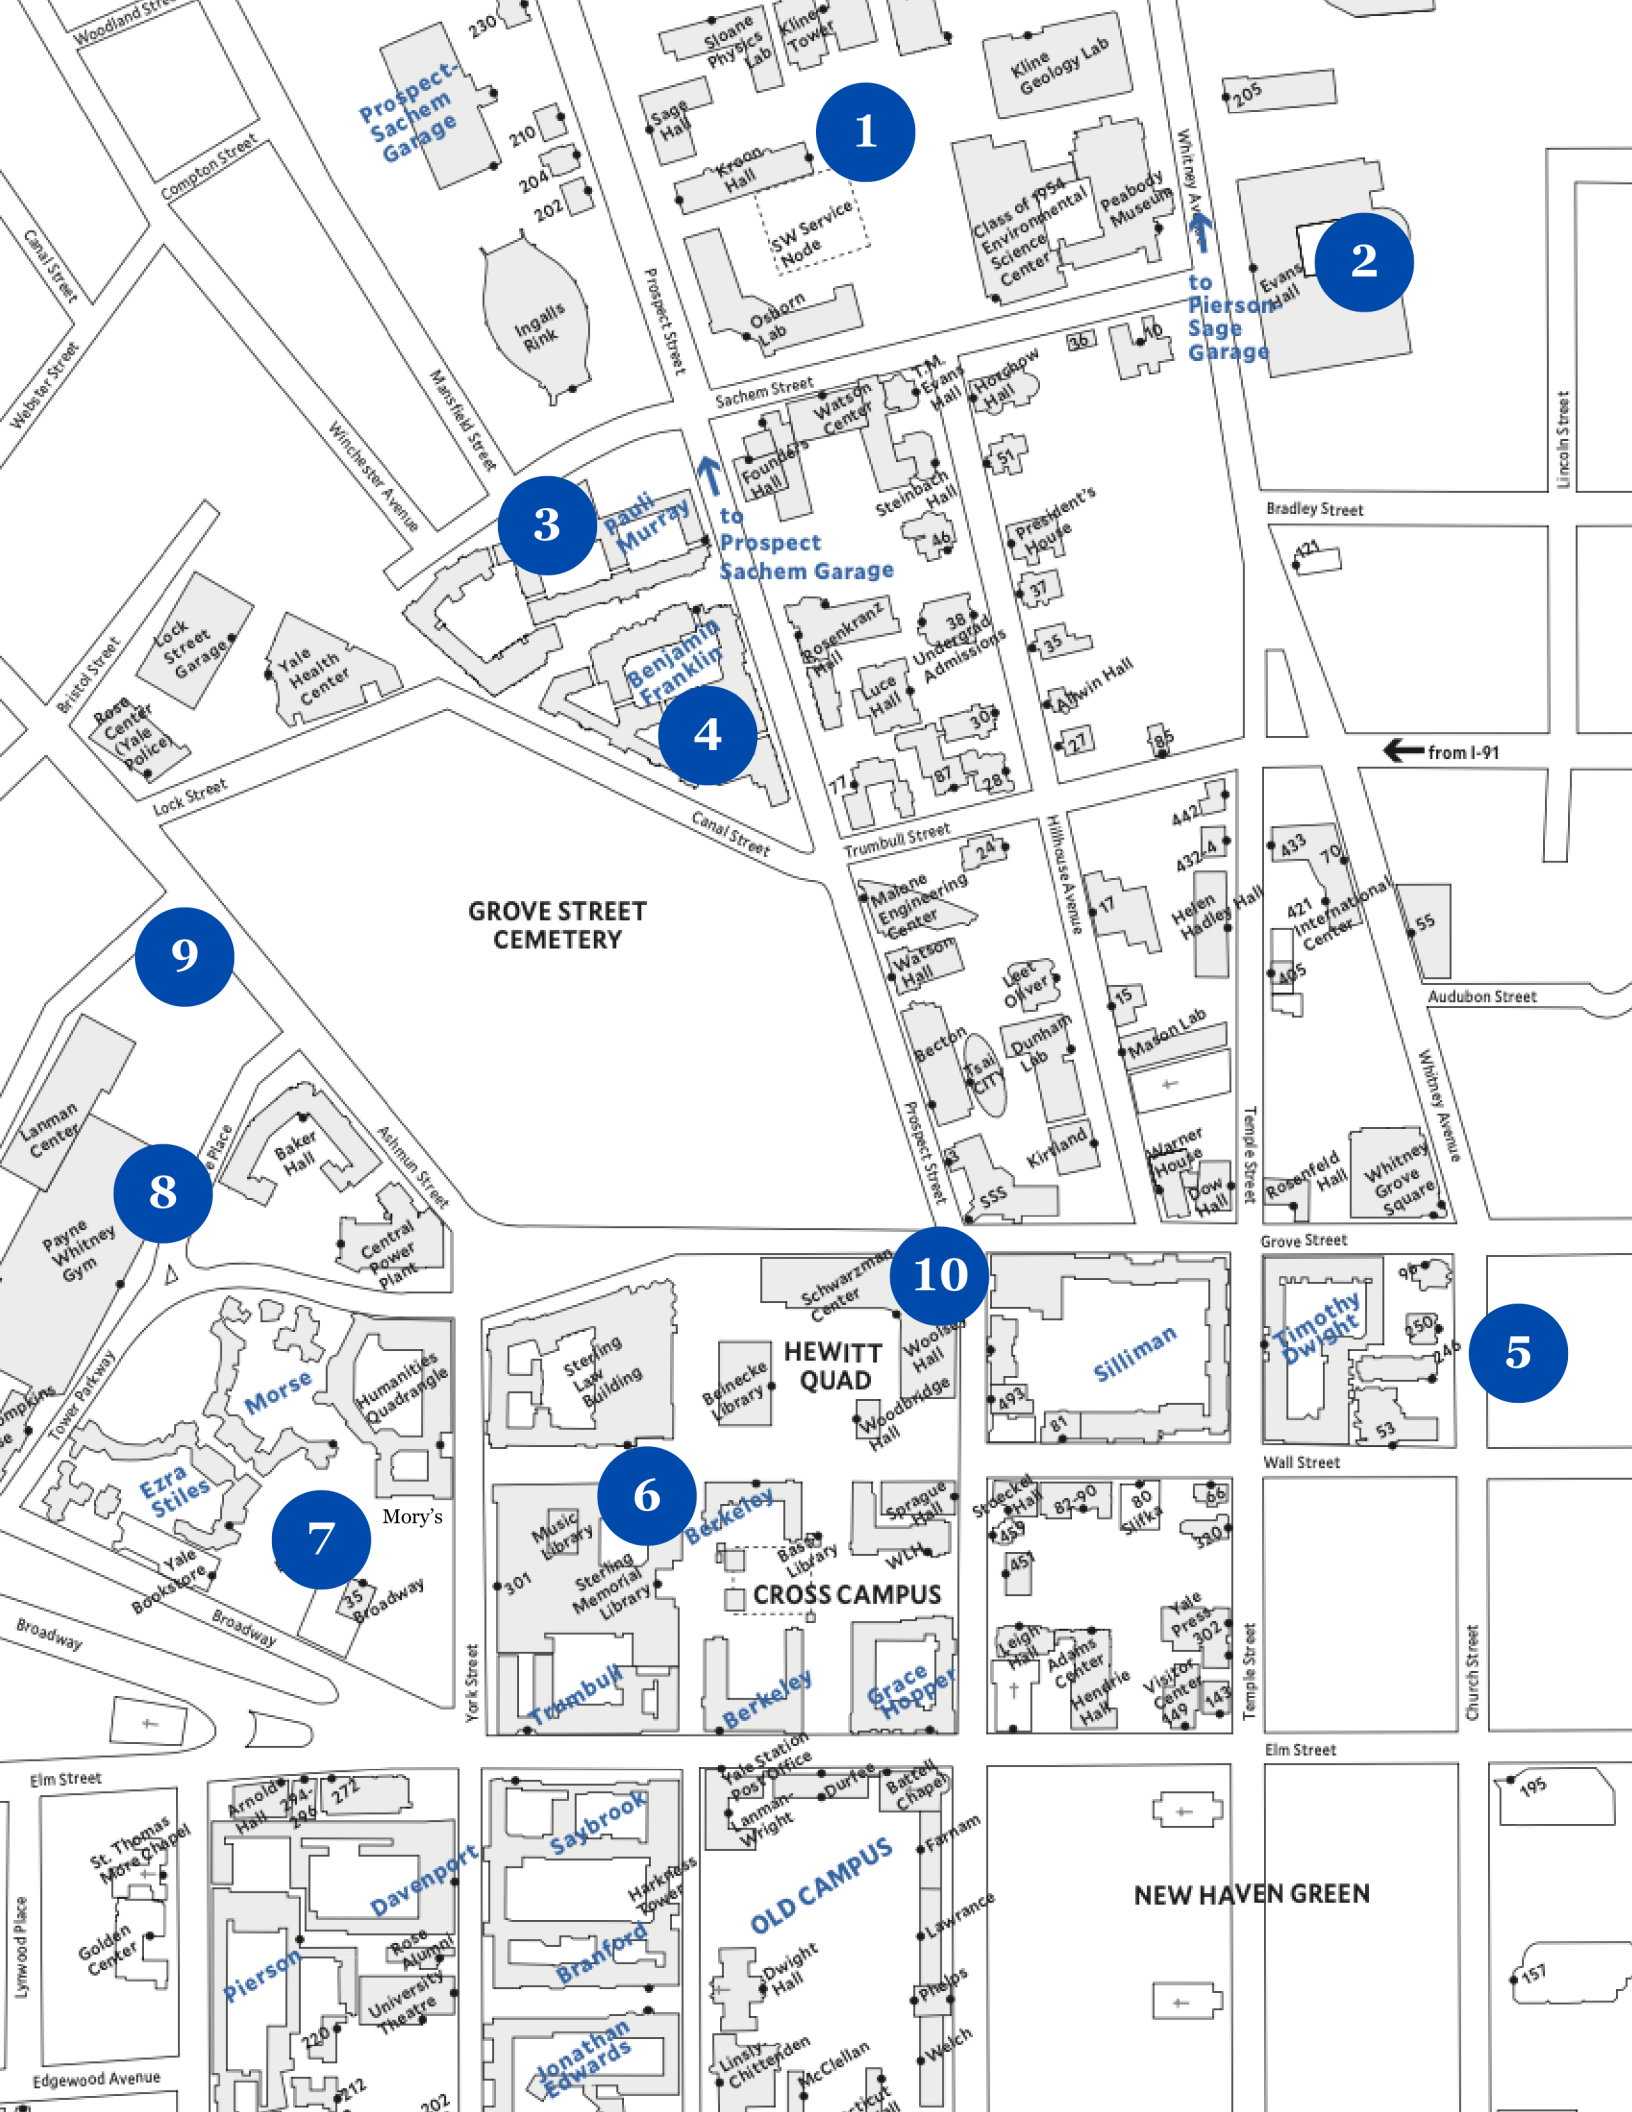 Woodland Street
230
Sloane
Physics
Lab
Kline
Tower
Kline
Geology Lab
205
Prospect-
Sachem
Garage
Sage
Hall
1
210
204
202
Kroon
Hall
Compton Street
Canal Street
SW Service
Node
Class of 1954
Environmental
Science
Center
Peabody
Museum
Whitney Avenue
Evans
Hall
2
to
Pierson
Sage
Garage
Ingalls
Rink
Prospect Street
Osborn
Lab
Sachem Street
36
10
Webster Street
Mansfield Street
Winchester Avenue
Watson
Center
T.M.
Evans
Hall
Horchow
Hall
Founders
Hall
Steinbach
Hall
51
Lincoln Street
Bradley Street
3
Pauli
Murray
to
Prospect
Sachem Garage
46
President's
House
121
37
Lock
Street
Garage
Yale
Health
Center
Bristol Street
Rose
Center
(Yale
Police)
Benjamin
Franklin
4
Rosenkranz
Hall
38
Undergrad
Admissions
35
Luce
Hall
Allwin Hall
30
27
85
77
87
28
from I-91
Lock Street
Canal Street
Trumbull Street
24
Hillhouse Avenue
442
432-4
433
70
Malone
Engineering
Center
17
Helen
Hadley Hall
421
International
Center
55
GROVE STREET
CEMETERY
Watson
Hall
Leet
Oliver
405
15
Audubon Street
9
Becton
Tsai
CITY
Dunham
Lab
Mason Lab
Whitney Avenue
Lanman
Center
Baker
Hall
Ashmun Street
Prospect Street
Kirtland
Warner
House
Temple Street
Rosenfeld
Hall
Whitney
Grove
Square
Dow
Hall
8
e Place
SSS
Payne
Whitney
Gym
Central
Power
Plant
Grove Street
10
Schwarzman
Center
Woolsey
Hall
Silliman
Timothy
Dwight
250
246
5
Sterling
Law
Building
Beinecke
Library
HEWITT
QUAD
Woodbridge
Hall
493
81
53
Tower Parkway
Morse
Humanities
Quadrangle
Wall Street
Ezra
Stiles
Mory's
7
6
Music
Library
Berkeley
Sprague
Hall
Stoeckel
Hall
82-90
80
Slifka
66
320
459
Yale
Bookstore
35
Broadway
301
Sterling
Memorial
Library
Bass
Library
WLH
451
CROSS CAMPUS
Broadway
Broadway
York Street
Trumbull
Berkeley
Grace
Hopper
Leigh
Hall
Adams
Center
Hendrie
Hall
Yale
Press
302
Visitor
Center
149
143
Temple Street
Church Street
Elm Street
Elm Street
Arnold
Hall
294-
296
272
Saybrook
Yale Station
Post Office
Lanman-
Wright
Durfee
Battell
Chapel
195
St. Thomas
More Chapel
Davenport
Harkness
Tower
OLD CAMPUS
Farnam
NEW HAVEN GREEN
Lynwood Place
Golden
Center
Lawrance
Pierson
Rose
Alumni
Branford
Dwight
Hall
Phelps
157
University
Theatre
220
Jonathan
Edwards
Linsly-
Chittenden
McClellan
Welch
Edgewood Avenue
212
202